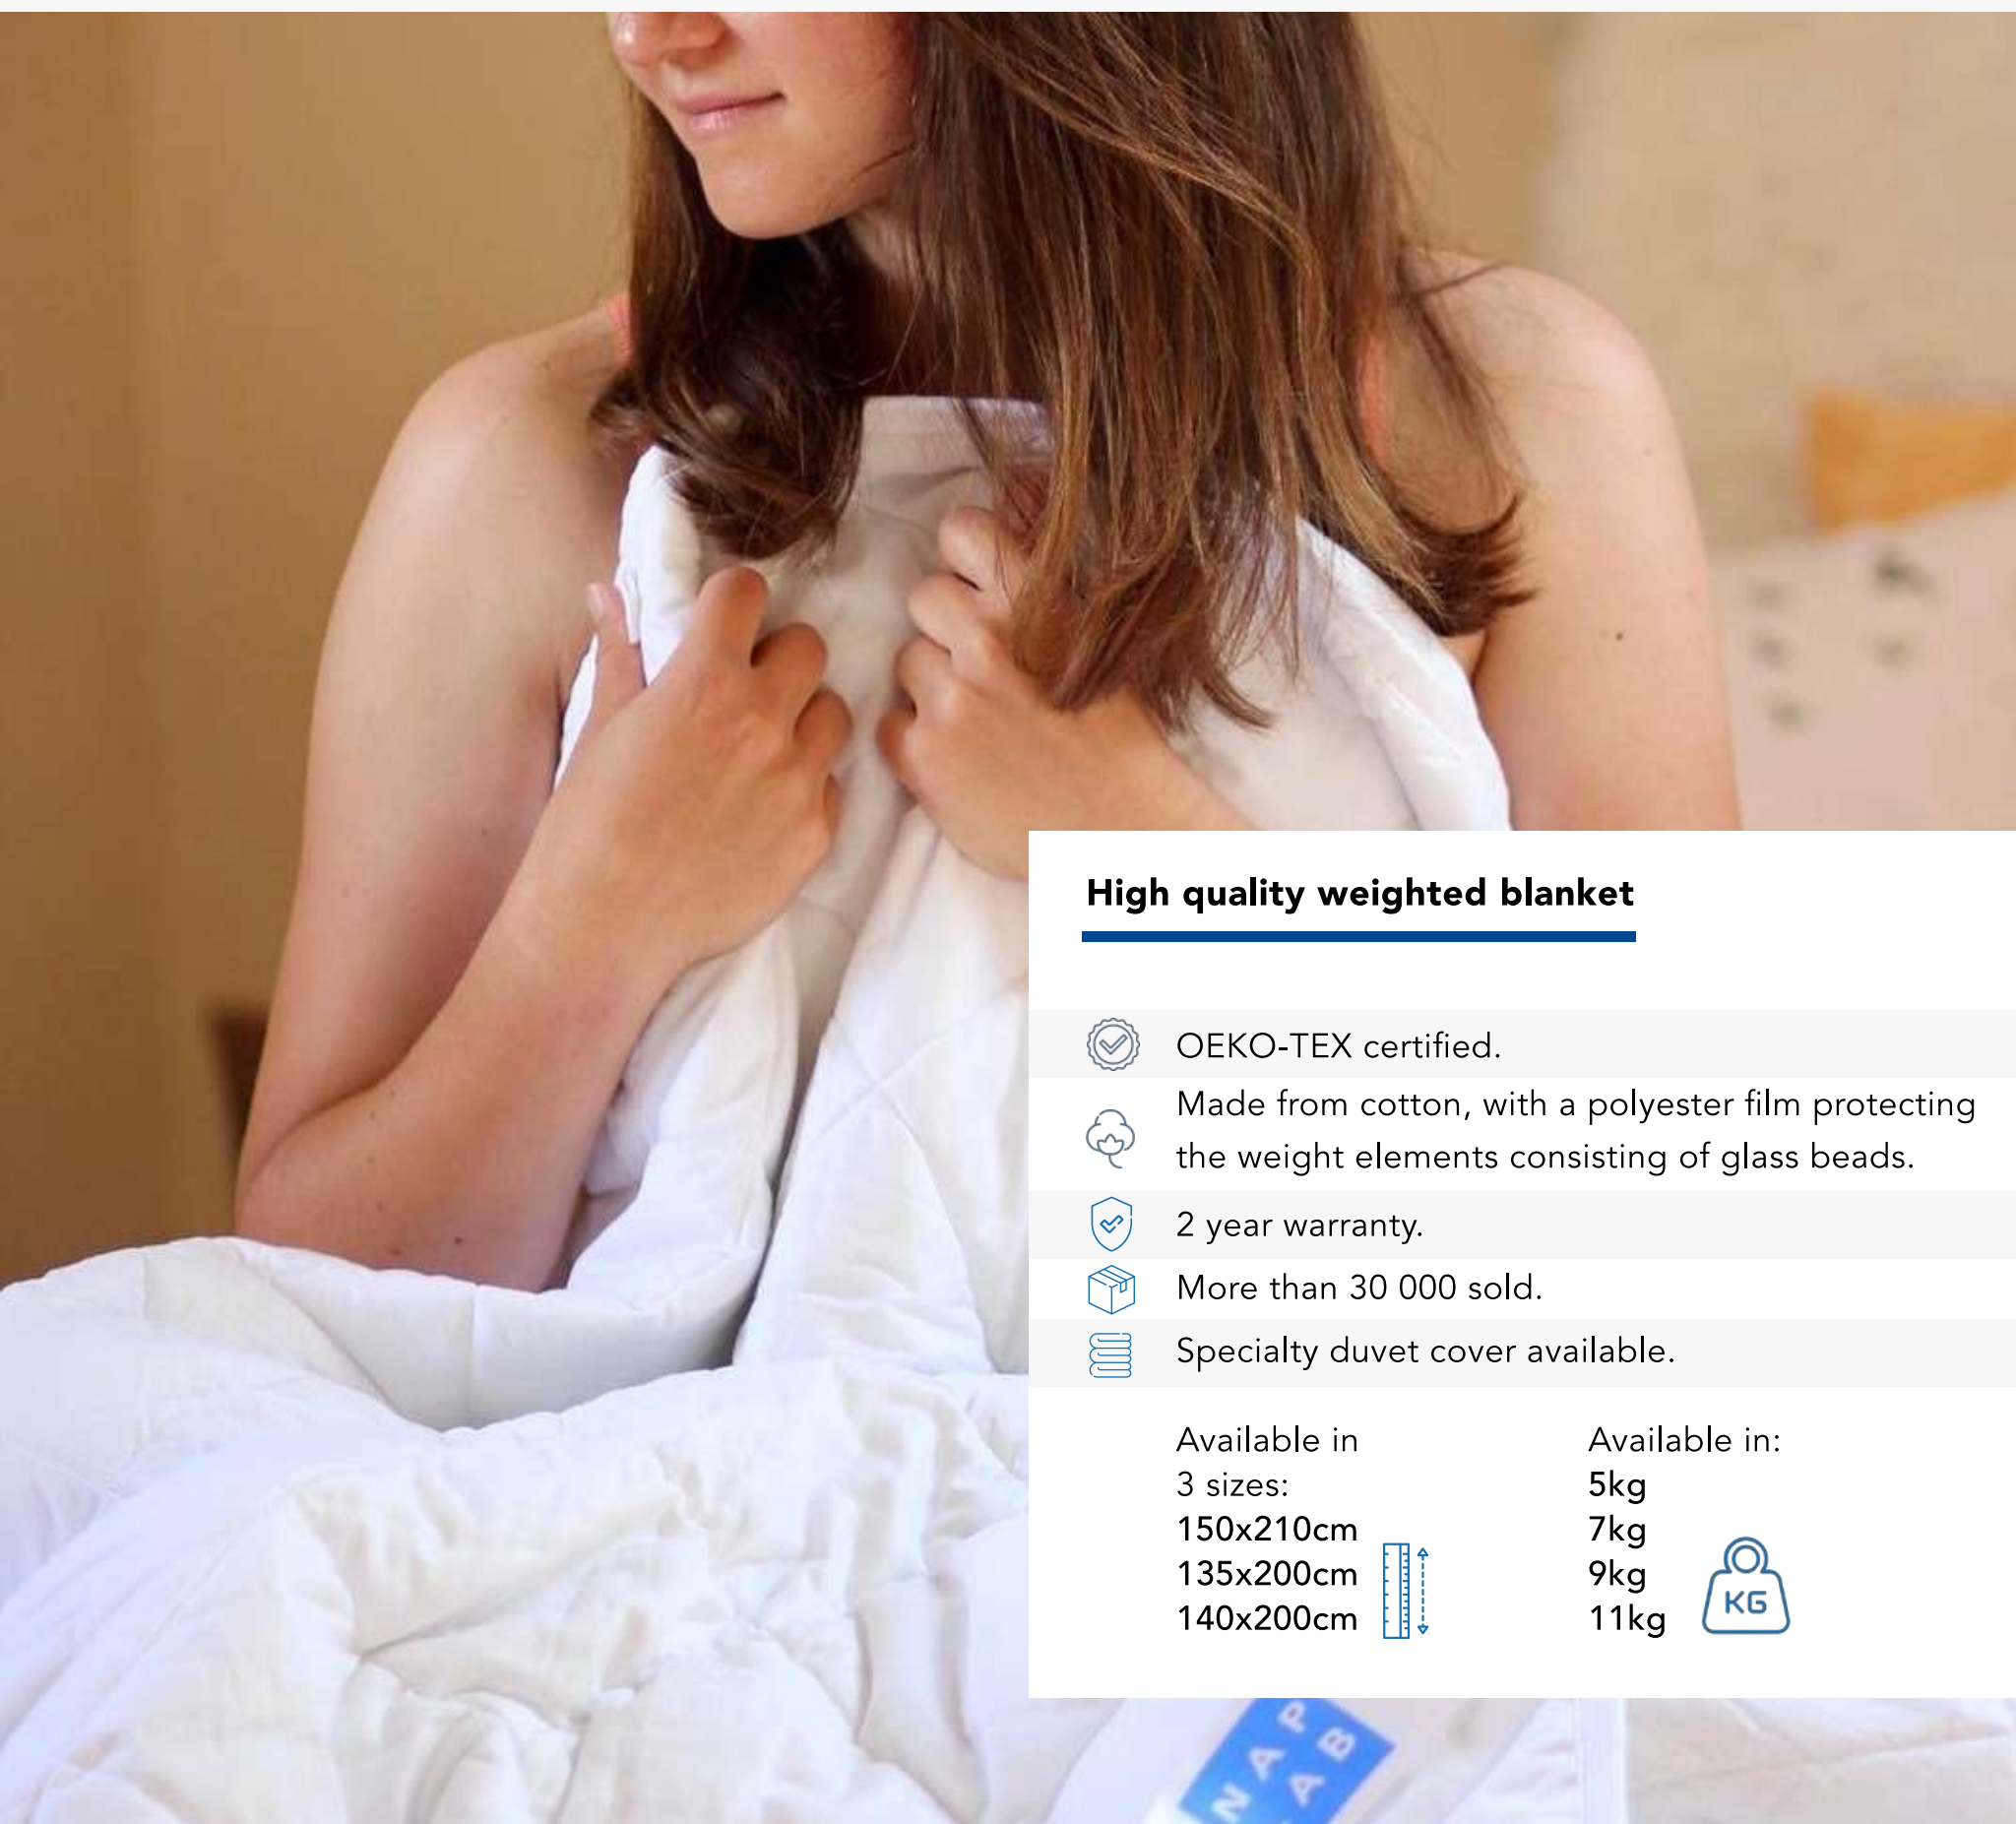 High quality weighted blanket
OEKO-TEX certified.
Made from cotton, with a polyester film protecting
the weight elements consisting of glass beads.
2 year warranty.
More than 30 000 sold.
Specialty duvet cover available.
Available in
3 sizes:
150x210cm
135x200cm
140x200cm
Available in:
5kg
7kg
9kg
11kg
KG
NAP